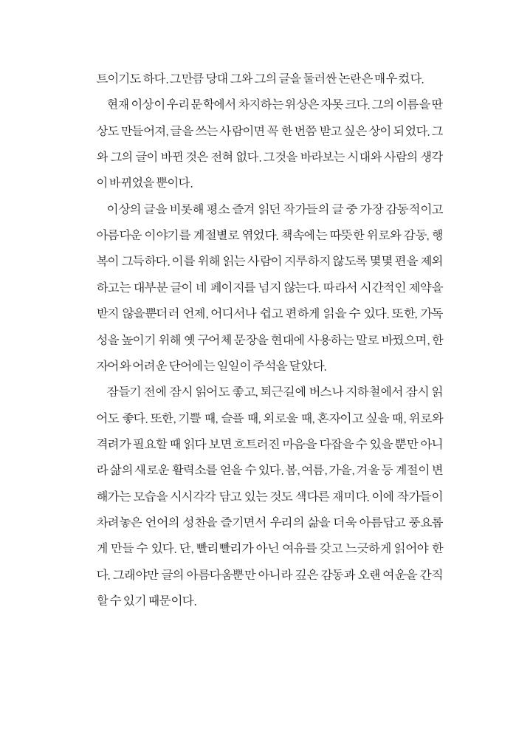 트이기도 하다. 그만큼 당대 그와 그의 글을 둘러싼 논란은 매우 컸다.
현재 이상이 우리 문학에서 차지하는 위상은 자못 크다. 그의 이름을 딴
상도 만들어져, 글을 쓰는 사람이면 꼭 한 번쯤 받고 싶은 상이 되었다. 그
와 그의 글이 바뀐 것은 전혀 없다. 그것을 바라보는 시대와 사람의 생각
이 바뀌었을 뿐이다.
이상의 글을 비롯해 평소 즐겨 읽던 작가들의 글 중 가장 감동적이고
아름다운 이야기를 계절별로 엮었다. 책속에는 따뜻한 위로와 감동, 행
복이 그득하다. 이를 위해 읽는 사람이 지루하지 않도록 몇몇 편을 제외
하고는 대부분 글이 네 페이지를 넘지 않는다. 따라서 시간적인 제약을
받지 않을뿐더러 언제, 어디서나 쉽고 편하게 읽을 수 있다. 또한, 가독
성을 높이기 위해 옛 구어체 문장을 현대에 사용하는 말로 바꿨으며, 한
자어와 어려운 단어에는 일일이 주석을 달았다.
잠들기 전에 잠시 읽어도 좋고, 퇴근길에 버스나 지하철에서 잠시 읽
어도 좋다. 또한, 기쁠 때, 슬플 때, 외로울 때, 혼자이고 싶을 때, 위로와
격려가 필요할 때 읽다 보면 흐트러진 마음을 다잡을 수 있을 뿐만 아니
라 삶의 새로운 활력소를 얻을 수 있다. 봄, 여름, 가을, 겨울 등 계절이 변
해가는 모습을 시시각각 담고 있는 것도 색다른 재미다. 이에 작가들이
차려놓은 언어의 성찬을 즐기면서 우리의 삶을 더욱 아름답고 풍요롭
게 만들 수 있다. 단, 빨리빨리가 아닌 여유를 갖고 느긋하게 읽어야 한
다. 그래야만 글의 아름다움뿐만 아니라 깊은 감동과 오랜 여운을 간직
할 수 있기 때문이다.